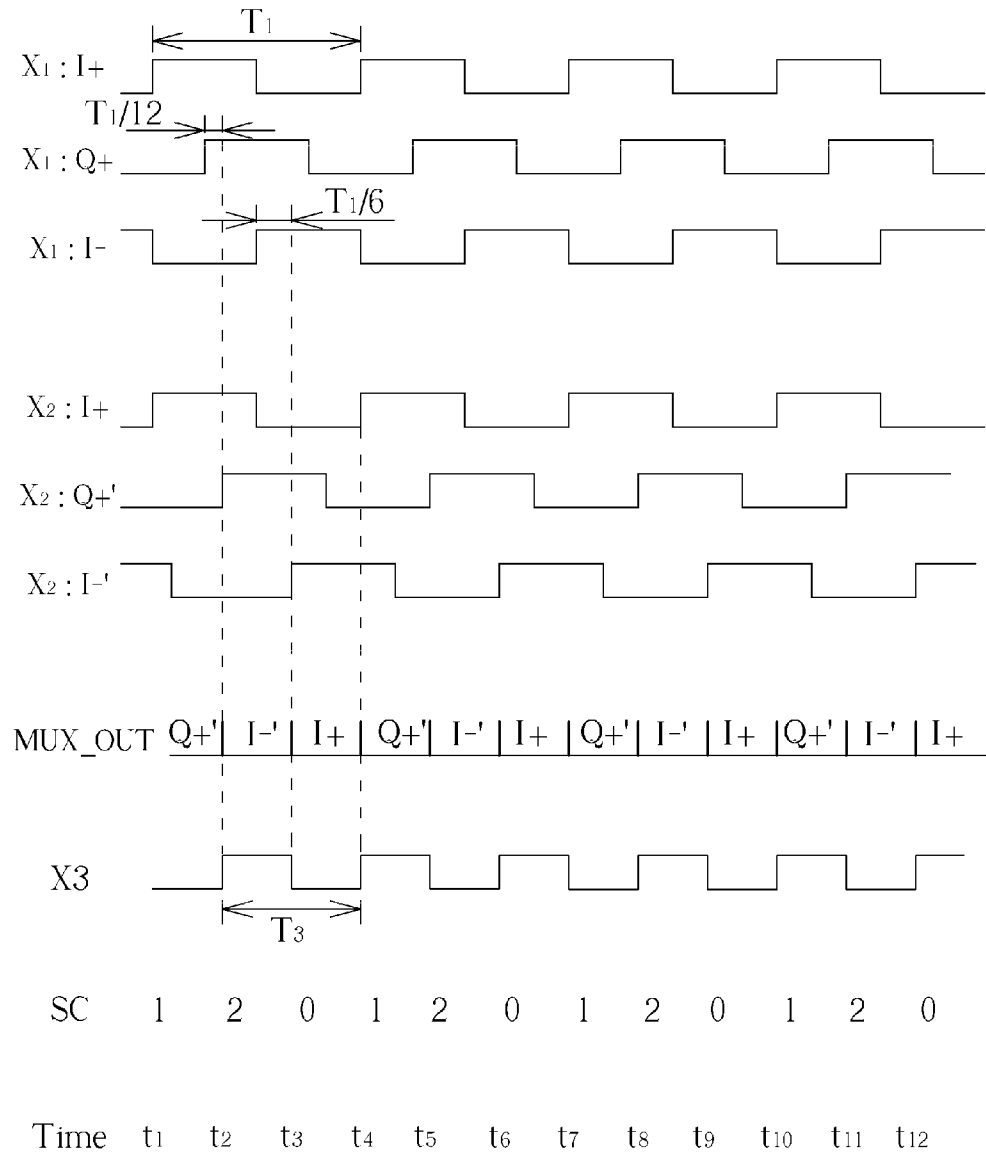 T1
X1 : I+
T1/12
X1 : Q+
T1/6
X1 : I-
X2 : I+
X2 : Q+'
X2 : I-'
MUX_OUT Q+' I-' I+ Q+' I-' I+ Q+' I-' I+ Q+' I-' I+
X3
T3
SC 1 2 0 1 2 0 1 2 0 1 2 0
Time t1 t2 t3 t4 t5 t6 t7 t8 t9 t10 t11 t12